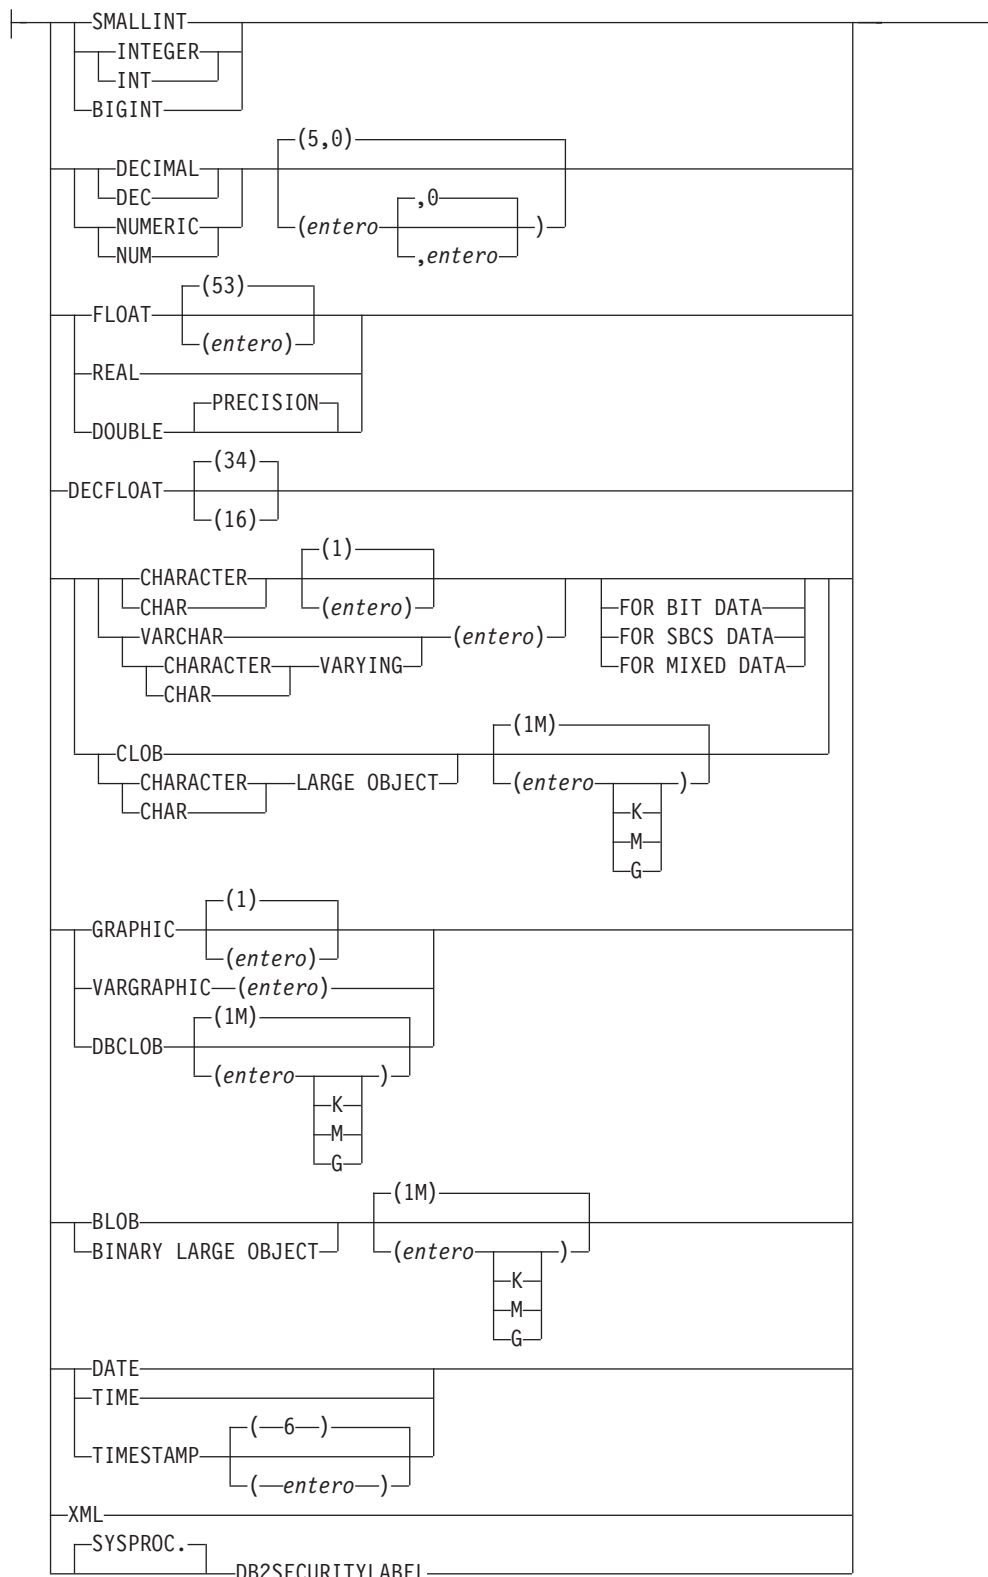 SMALLINT
INTEGER
INT
BIGINT
(5,0)
DECIMAL
DEC
,0
NUMERIC
(entero )
NUM
,entero
(53)
FLOAT
(entero)
REAL
PRECISION
DOUBLE
(34)
DECFLOAT
(16)
(1)
CHARACTER
CHAR (entero) FOR BIT DATA
VARCHAR (entero) FOR SBCS DATA
CHARACTER VARYING FOR MIXED DATA
CHAR
(1M)
CLOB
CHARACTER LARGE OBJECT (entero )
CHAR K
M
G
(1)
GRAPHIC
(entero)
VARGRAPHIC (entero)
(1M)
DBCLOB
(entero )
K
M
G
(1M)
BLOB
BINARY LARGE OBJECT (entero )
K
M
G
DATE
TIME
( 6 )
TIMESTAMP
( entero )
XML
SYSPROC.
DB2SECURITYLABEL